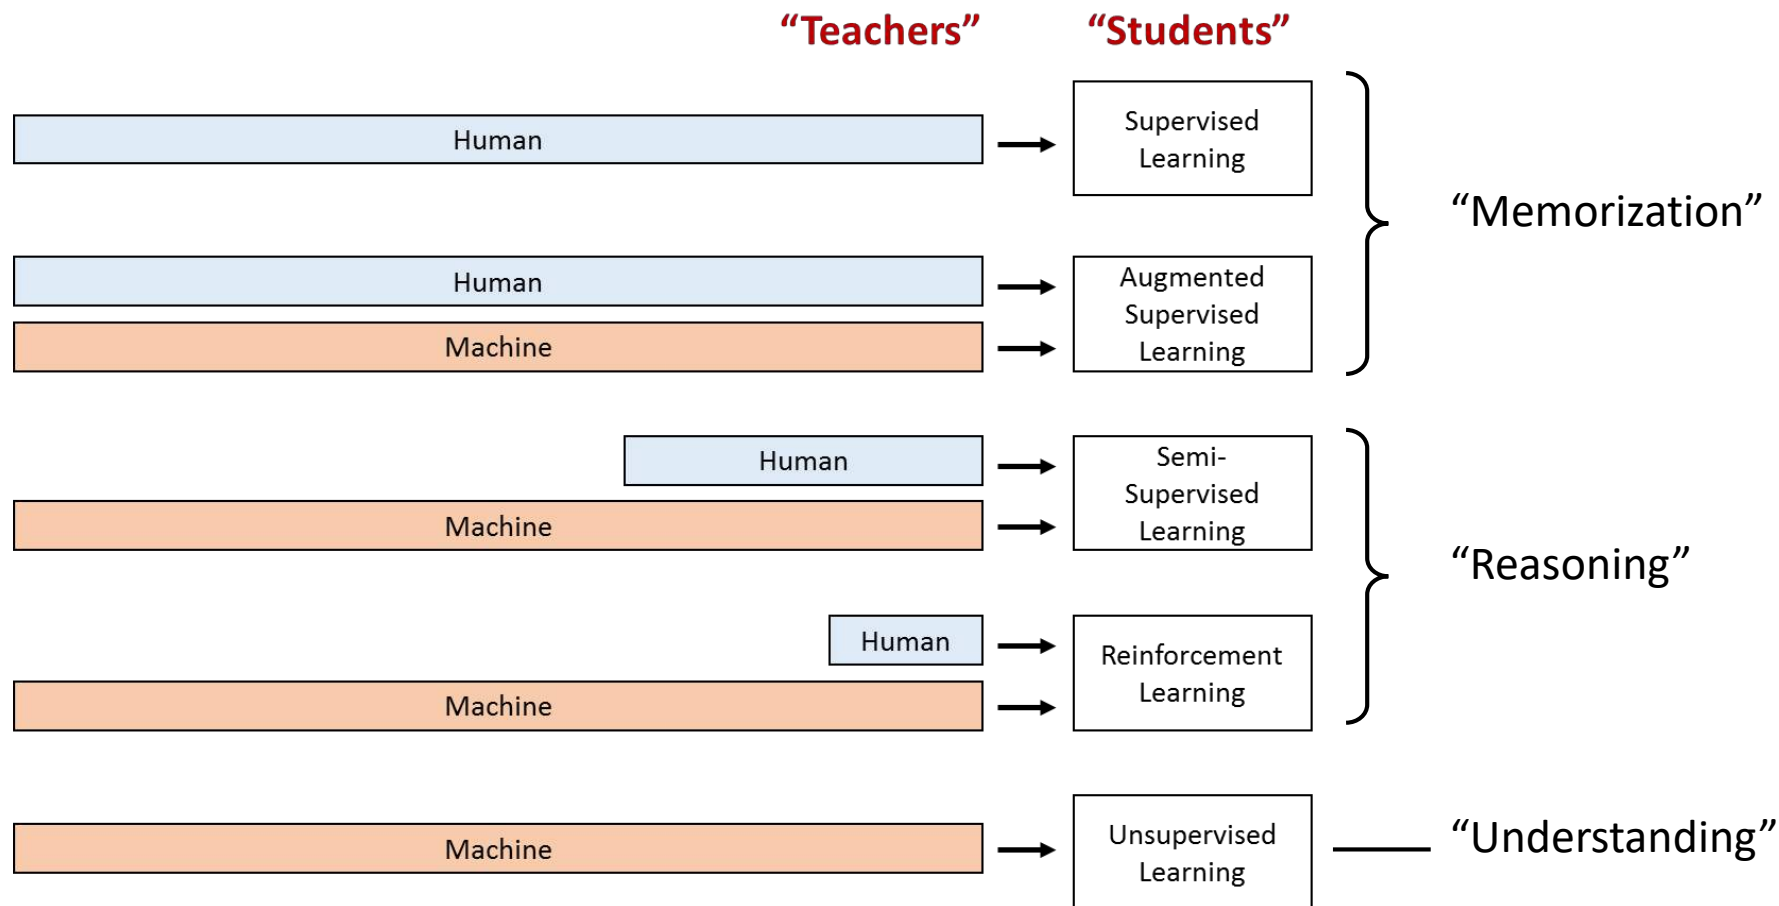 “Teachers” “Students”
Human
Supervised
Learning
“Memorization”
Human
Machine
Augmented
Supervised
Learning
Human
Machine
Semi-
Supervised
Learning
“Reasoning”
Human
Machine
Reinforcement
Learning
Machine
Unsupervised
Learning
“Understanding”